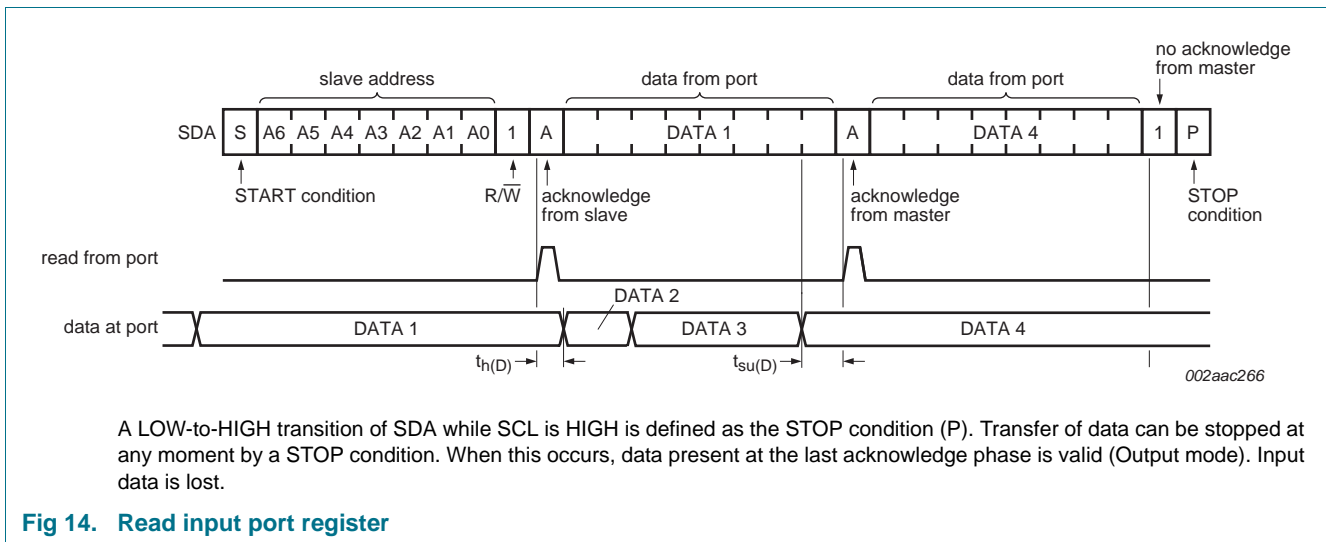 no acknowledge
from master
slave address
data from port
data from port
SDA S A6 A5 A4 A3 A2 A1 A0 1 A DATA 1 A DATA 4 1 P
START condition
R/W̅
acknowledge
from slave
acknowledge
from master
STOP
condition
read from port
DATA 2
data at port DATA 1 DATA 3 DATA 4
th(D)
tsu(D)
002aac266
A LOW-to-HIGH transition of SDA while SCL is HIGH is defined as the STOP condition (P). Transfer of data can be stopped at
any moment by a STOP condition. When this occurs, data present at the last acknowledge phase is valid (Output mode). Input
data is lost.
Fig 14. Read input port register